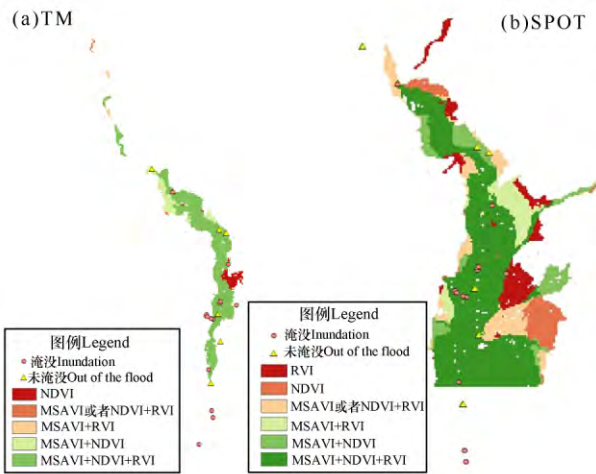 (a)TM
(b)SPOT
图例Legend
淹没Inundation
未淹没Out of the flood
NDVI
MSAVI或者NDVI+RVI
MSAVI+RVI
MSAVI+NDVI
MSAVI+NDVI+RVI
图例Legend
淹没Inundation
未淹没Out of the flood
RVI
NDVI
MSAVI或者NDVI+RVI
MSAVI+RVI
MSAVI+NDVI
MSAVI+NDVI+RVI